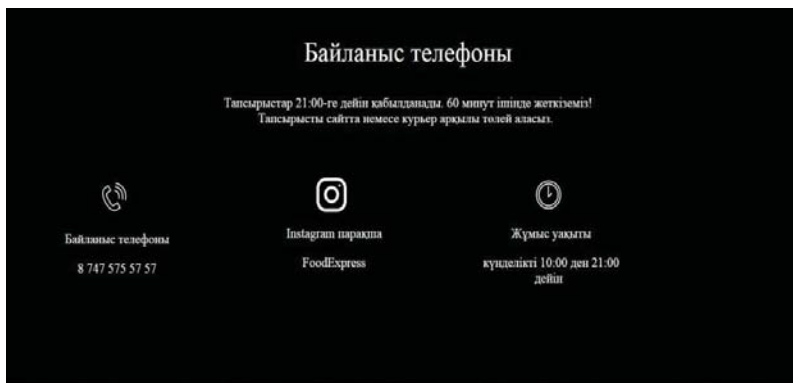 Байланыс телефоны
Тапсырыстар 21:00-ге дейін қабылданады. 60 минут ішінде жеткіземіз!
Тапсырысты сайтта немесе курьер арқылы төлей аласыз.
Байланыс телефоны
8 747 575 57 57
Instagram парақша
FoodExpress
Жұмыс уақыты
күнделікті 10:00 ден 21:00
дейін